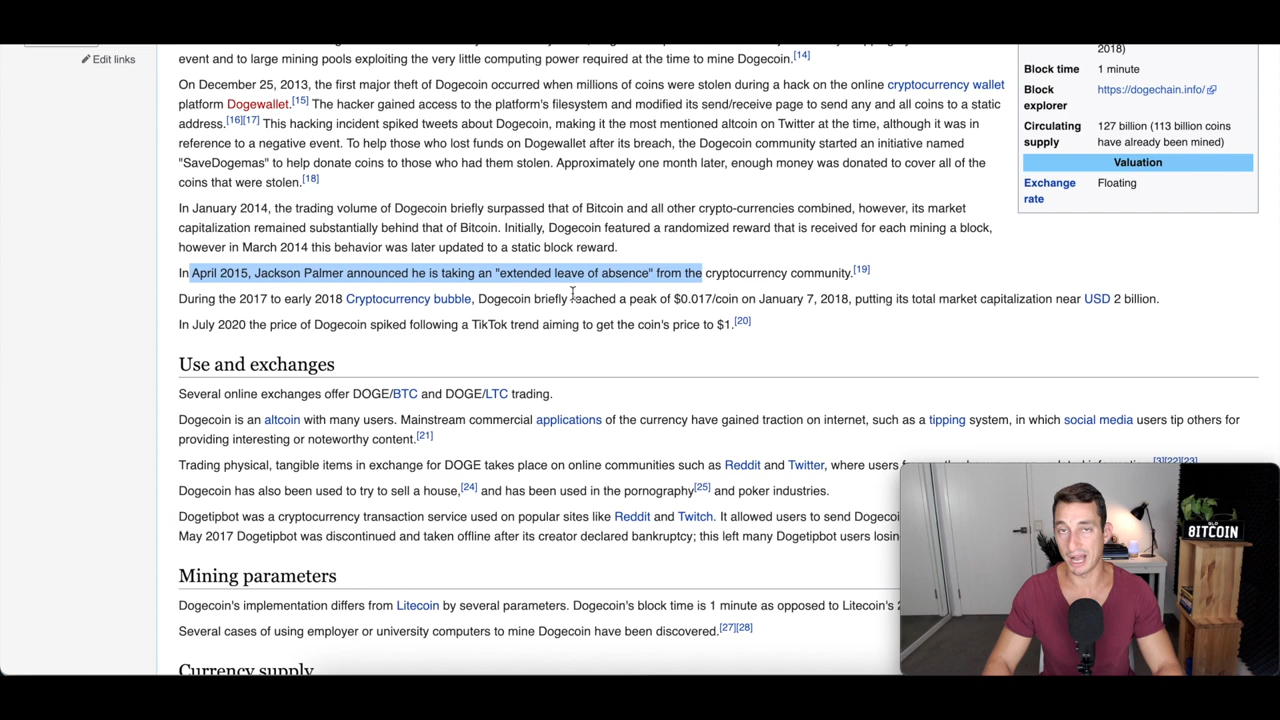 Edit links
event and to large mining pools exploiting the very little computing power required at the time to mine Dogecoin.[14]
On December 25, 2013, the first major theft of Dogecoin occurred when millions of coins were stolen during a hack on the online cryptocurrency wallet
platform Dogewallet.[15] The hacker gained access to the platform's filesystem and modified its send/receive page to send any and all coins to a static
address.[16][17] This hacking incident spiked tweets about Dogecoin, making it the most mentioned altcoin on Twitter at the time, although it was in
reference to a negative event. To help those who lost funds on Dogewallet after its breach, the Dogecoin community started an initiative named
"SaveDogemas" to help donate coins to those who had them stolen. Approximately one month later, enough money was donated to cover all of the
coins that were stolen.[18]
In January 2014, the trading volume of Dogecoin briefly surpassed that of Bitcoin and all other crypto-currencies combined, however, its market
capitalization remained substantially behind that of Bitcoin. Initially, Dogecoin featured a randomized reward that is received for each mining a block,
however in March 2014 this behavior was later updated to a static block reward.
In April 2015, Jackson Palmer announced he is taking an "extended leave of absence" from the cryptocurrency community.[19]
During the 2017 to early 2018 Cryptocurrency bubble, Dogecoin briefly reached a peak of $0.017/coin on January 7, 2018, putting its total market capitalization near USD 2 billion.
In July 2020 the price of Dogecoin spiked following a TikTok trend aiming to get the coin's price to $1.[20]
2018)
Block time 1 minute
Block explorer https://dogechain.info/
Circulating supply 127 billion (113 billion coins have already been mined)
Valuation
Exchange rate Floating
Use and exchanges
Several online exchanges offer DOGE/BTC and DOGE/LTC trading.
Dogecoin is an altcoin with many users. Mainstream commercial applications of the currency have gained traction on internet, such as a tipping system, in which social media users tip others for
providing interesting or noteworthy content.[21]
Trading physical, tangible items in exchange for DOGE takes place on online communities such as Reddit and Twitter, where users [3][22][23]
Dogecoin has also been used to try to sell a house,[24] and has been used in the pornography[25] and poker industries.
Dogetipbot was a cryptocurrency transaction service used on popular sites like Reddit and Twitch. It allowed users to send Dogecoi
May 2017 Dogetipbot was discontinued and taken offline after its creator declared bankruptcy; this left many Dogetipbot users losin
Mining parameters
Dogecoin's implementation differs from Litecoin by several parameters. Dogecoin's block time is 1 minute as opposed to Litecoin's 2
Several cases of using employer or university computers to mine Dogecoin have been discovered.[27][28]
Currency supply
BITCOIN